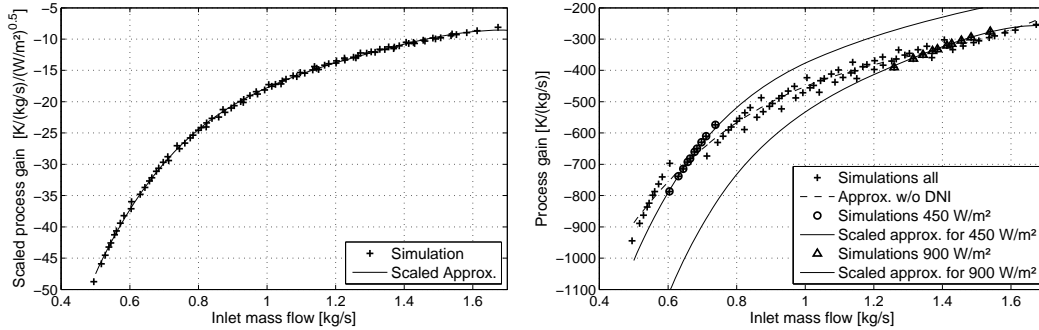 Scaled process gain [K/(kg/s)/(W/m²)^0.5]
-5
-10
-15
-20
-25
-30
-35
-40
-45
-50
0.4 0.6 0.8 1 1.2 1.4 1.6
Inlet mass flow [kg/s]
Simulation
Scaled Approx.
Process gain [K/(kg/s)]
-200
-300
-400
-500
-600
-700
-800
-900
-1000
-1100
0.4 0.6 0.8 1 1.2 1.4 1.6
Inlet mass flow [kg/s]
Simulations all
Approx. w/o DNI
Simulations 450 W/m²
Scaled approx. for 450 W/m²
Simulations 900 W/m²
Scaled approx. for 900 W/m²